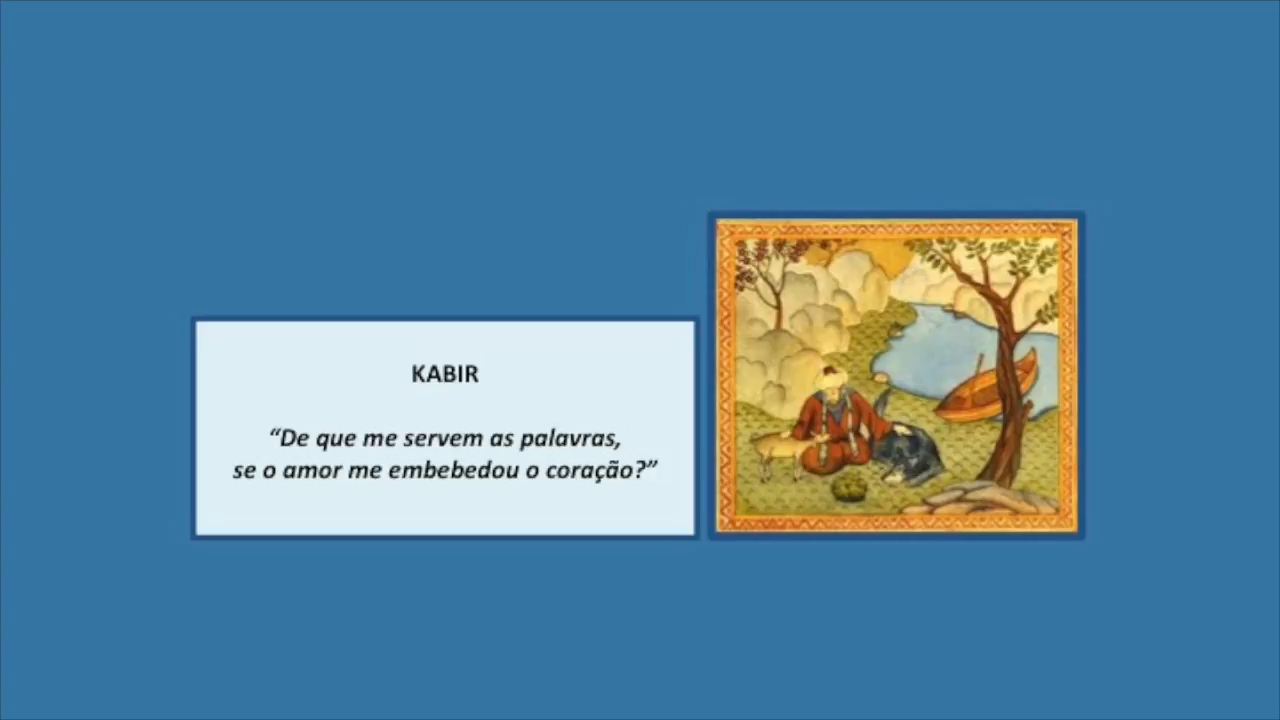 KABIR
“De que me servem as palavras,
se o amor me embebedou o coração?”